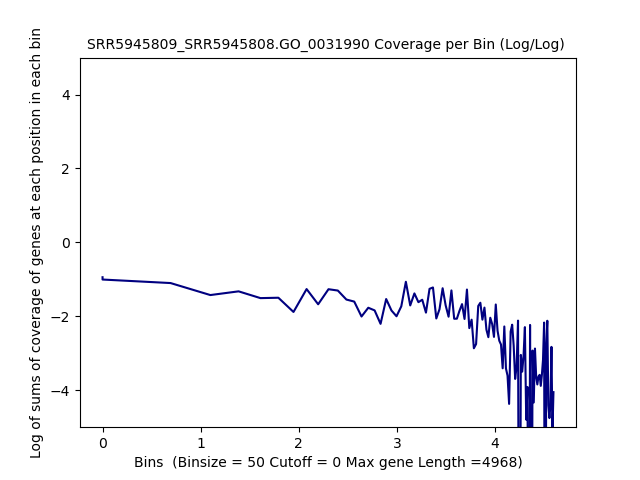 SRR5945809_SRR5945808.GO_0031990 Coverage per Bin (Log/Log)
Log of sums of coverage of genes at each position in each bin
4
2
0
−2
−4
0 1 2 3 4
Bins  (Binsize = 50 Cutoff = 0 Max gene Length =4968)